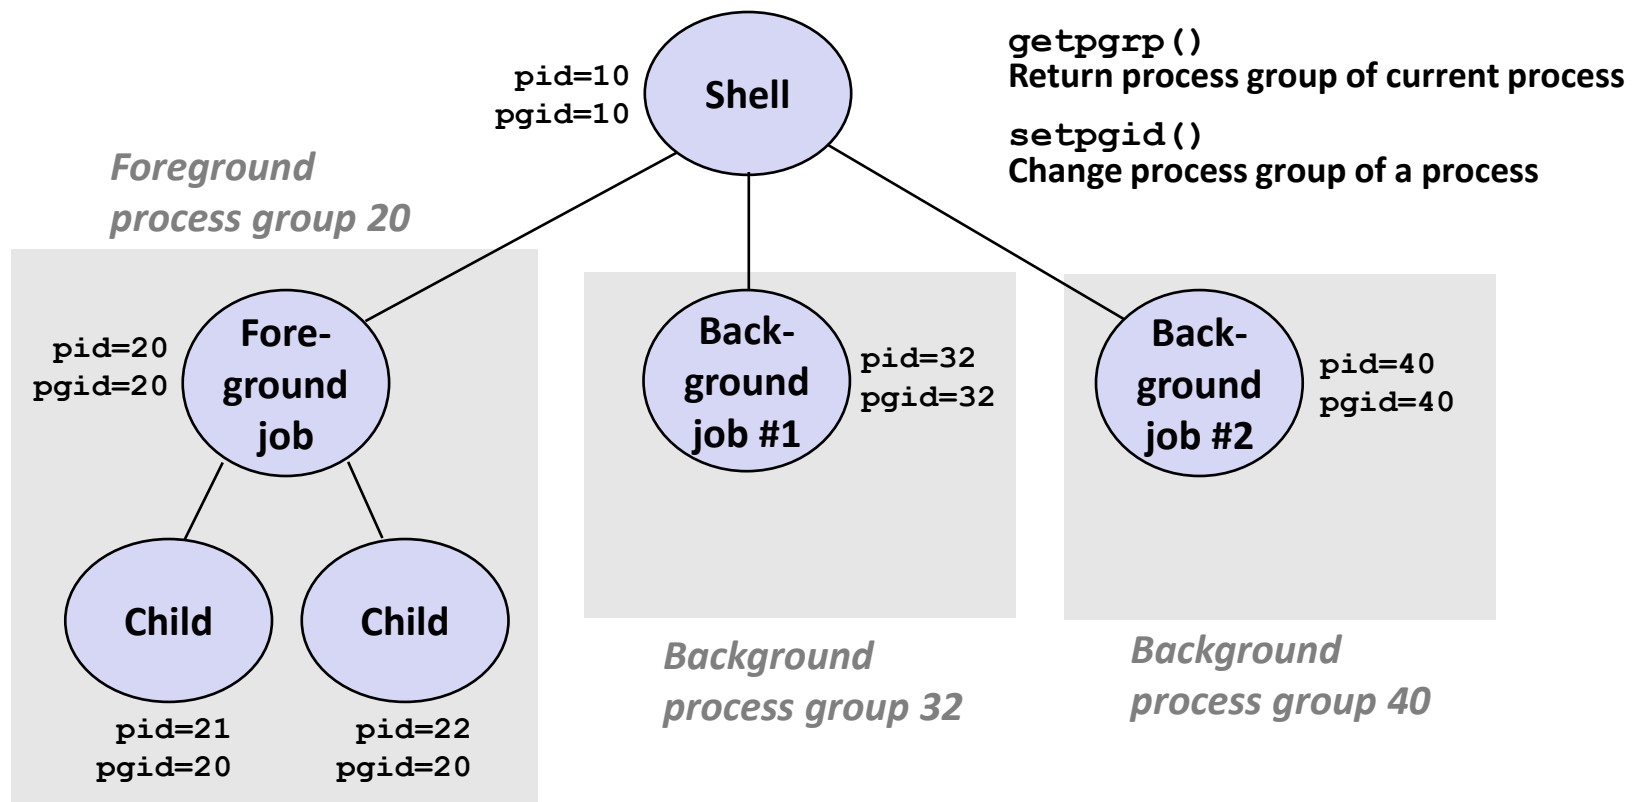 pid=10
pgid=10
Shell
getpgrp()
Return process group of current process
setpgid()
Change process group of a process
Foreground
process group 20
pid=20
pgid=20
Fore-
ground
job
Back-
ground
job #1
pid=32
pgid=32
Back-
ground
job #2
pid=40
pgid=40
Child
Child
pid=21
pgid=20
pid=22
pgid=20
Background
process group 32
Background
process group 40